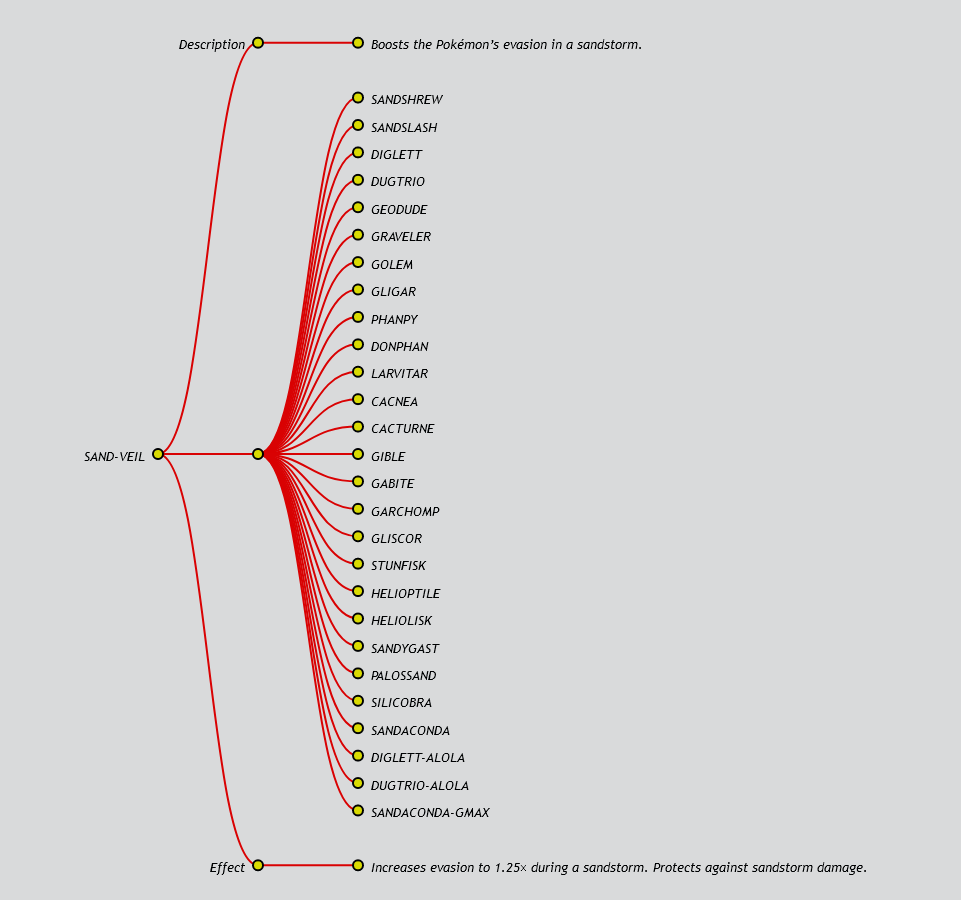 Description
Boosts the Pokémon’s evasion in a sandstorm.
SANDSHREW
SANDSLASH
DIGLETT
DUGTRIO
GEODUDE
GRAVELER
GOLEM
GLIGAR
PHANPY
DONPHAN
LARVITAR
CACNEA
CACTURNE
SAND-VEIL
GIBLE
GABITE
GARCHOMP
GLISCOR
STUNFISK
HELIOPTILE
HELIOLISK
SANDYGAST
PALOSSAND
SILICOBRA
SANDACONDA
DIGLETT-ALOLA
DUGTRIO-ALOLA
SANDACONDA-GMAX
Effect
Increases evasion to 1.25× during a sandstorm. Protects against sandstorm damage.